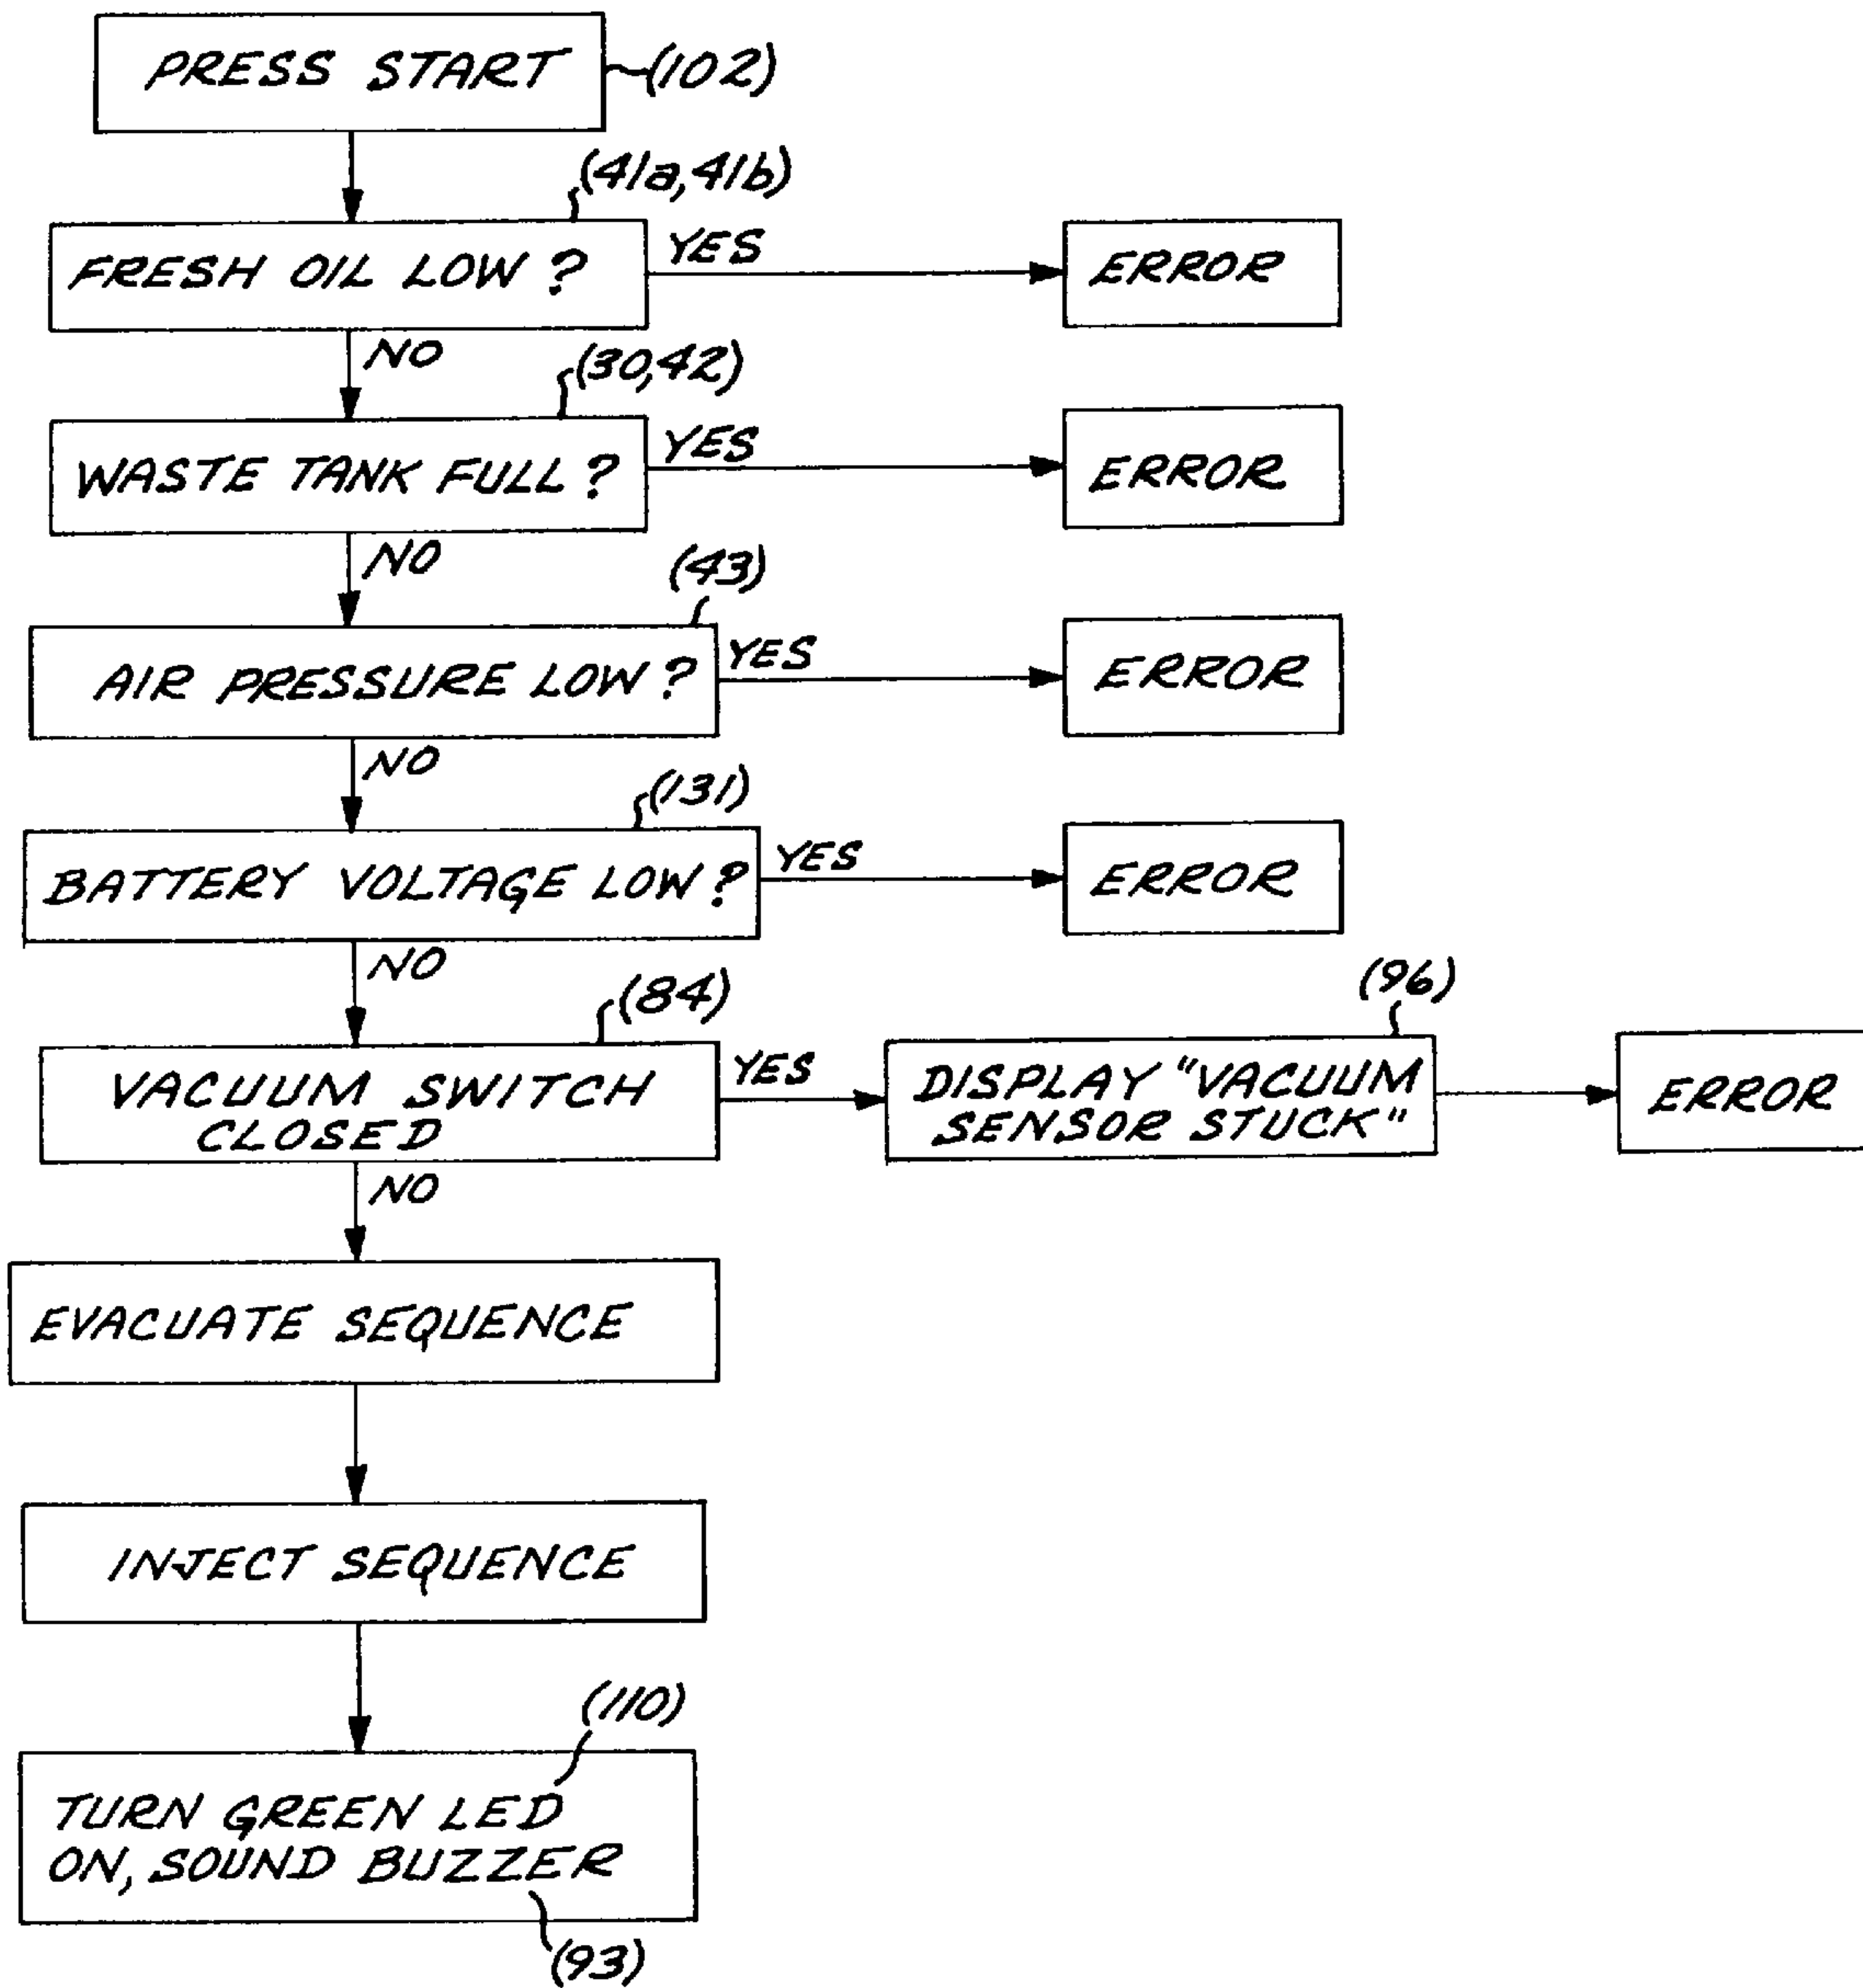 PRESS START
(102)
(41a, 41b)
FRESH OIL LOW?
YES
ERROR
NO
(30, 42)
WASTE TANK FULL?
YES
ERROR
NO
(43)
AIR PRESSURE LOW?
YES
ERROR
NO
(131)
BATTERY VOLTAGE LOW?
YES
ERROR
NO
(84)
VACUUM SWITCH
CLOSED
YES
(96)
DISPLAY "VACUUM
SENSOR STUCK"
ERROR
NO
EVACUATE SEQUENCE
INJECT SEQUENCE
(110)
TURN GREEN LED
ON, SOUND BUZZER
(93)